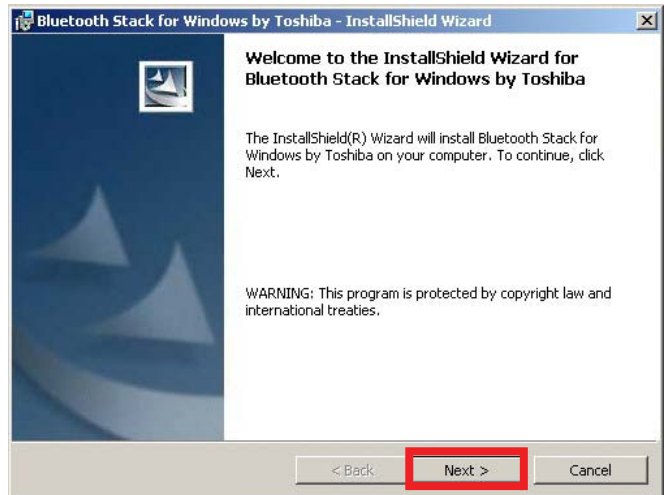 Bluetooth Stack for Windows by Toshiba - InstallShield Wizard
Welcome to the InstallShield Wizard for
Bluetooth Stack for Windows by Toshiba
The InstallShield(R) Wizard will install Bluetooth Stack for
Windows by Toshiba on your computer. To continue, click
Next.
WARNING: This program is protected by copyright law and
international treaties.
< Back
Next >
Cancel